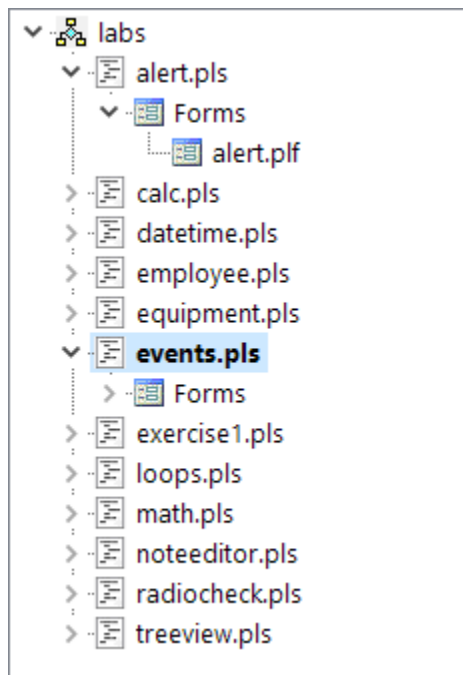 labs
alert.pls
Forms
alert.plf
calc.pls
datetime.pls
employee.pls
equipment.pls
events.pls
Forms
exercise1.pls
loops.pls
math.pls
noteeditor.pls
radiocheck.pls
treeview.pls